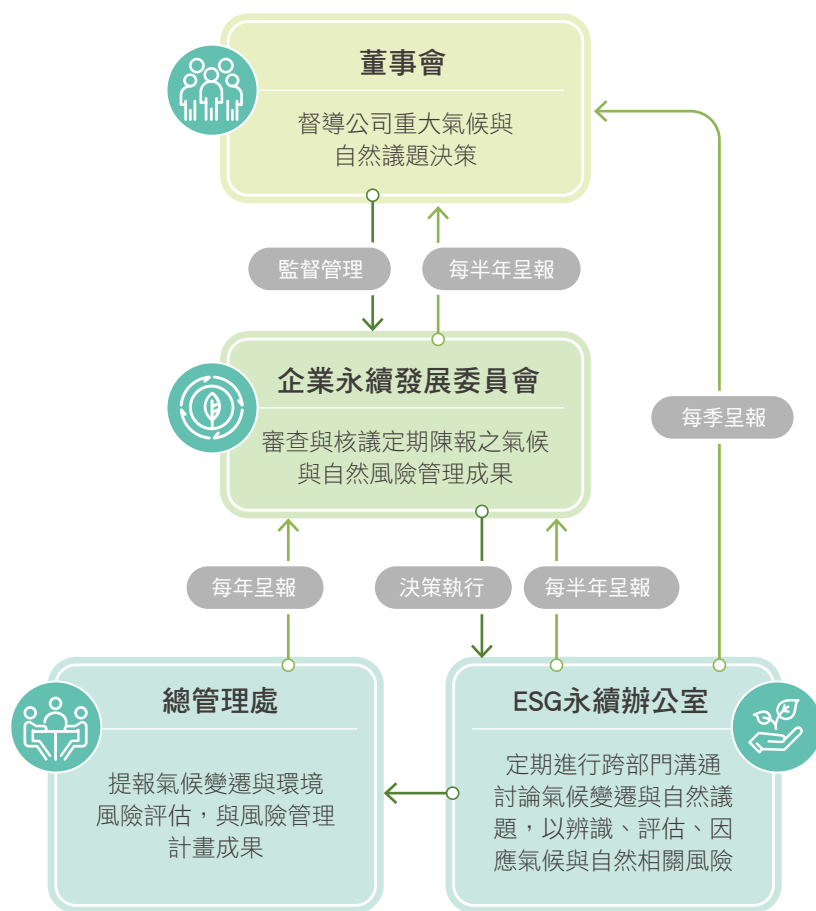 董事會
督導公司重大氣候與
自然議題決策
監督管理
每半年呈報
企業永續發展委員會
審查與核議定期陳報之氣候
與自然風險管理成果
每季呈報
每年呈報
決策執行
每半年呈報
總管理處
提報氣候變遷與環境
風險評估，與風險管理
計畫成果
ESG永續辦公室
定期進行跨部門溝通
討論氣候變遷與自然議
題，以辨識、評估、因
應氣候與自然相關風險